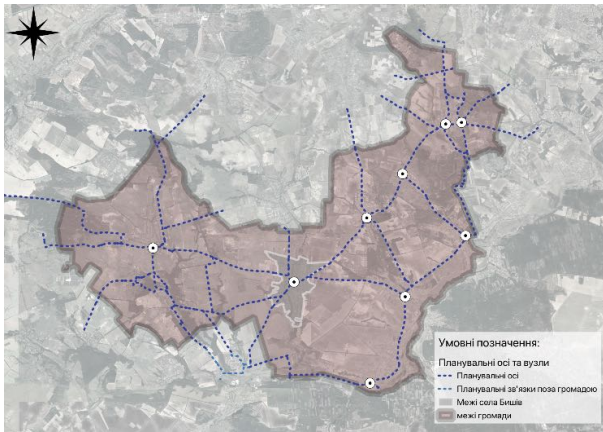 Умовні позначення:
Планувальні осі та вузли
Планувальні осі
Планувальні зв'язки поза громадою
Межі села Бишів
межі громади